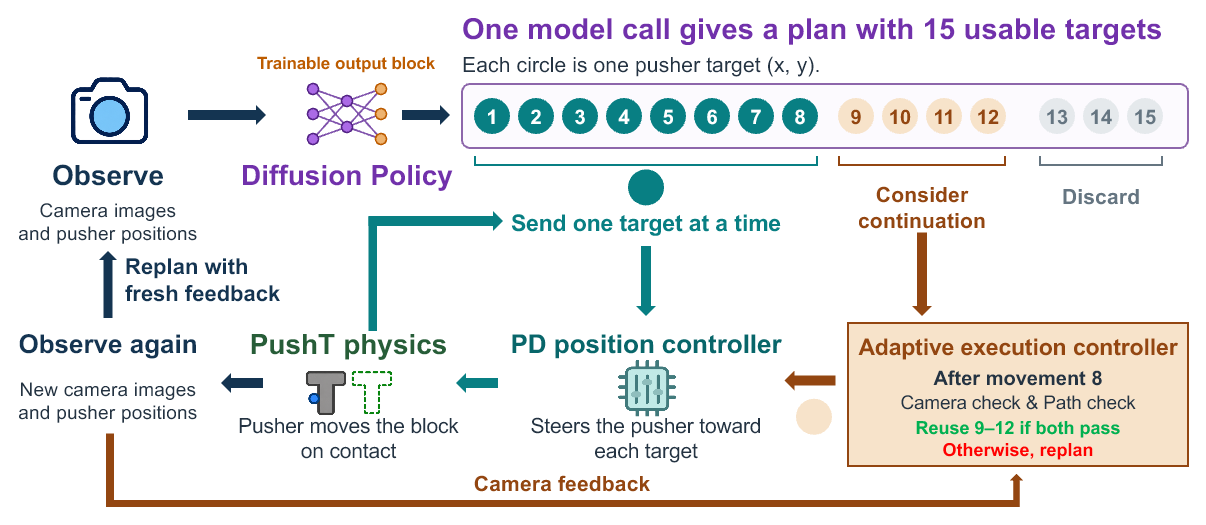 One model call gives a plan with 15 usable targets
Trainable output block
Each circle is one pusher target (x, y).
1 2 3 4 5 6 7 8 9 10 11 12 13 14 15
Observe
Diffusion Policy
Camera images
and pusher positions
Consider
continuation
Discard
Send one target at a time
Replan with
fresh feedback
Observe again
New camera images
and pusher positions
PushT physics
Pusher moves the block
on contact
PD position controller
Steers the pusher toward
each target
Adaptive execution controller
After movement 8
Camera check & Path check
Reuse 9–12 if both pass
Otherwise, replan
Camera feedback